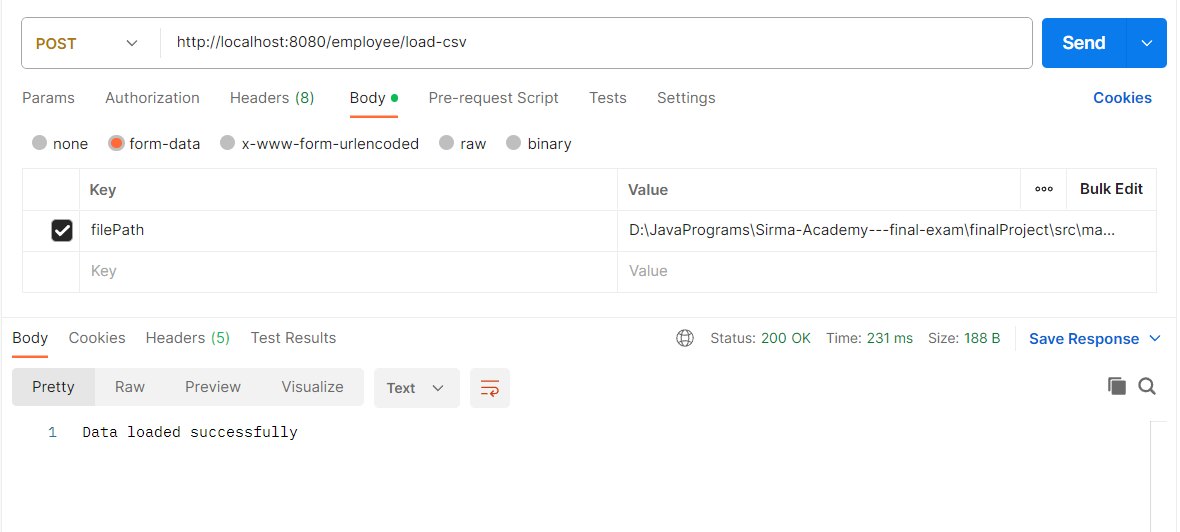 POST http://localhost:8080/employee/load-csv Send
Params Authorization Headers (8) Body Pre-request Script Tests Settings Cookies
none form-data x-www-form-urlencoded raw binary
Key Value ooo Bulk Edit
filePath D:\JavaPrograms\Sirma-Academy---final-exam\finalProject\src\ma...
Key Value
Body Cookies Headers (5) Test Results Status: 200 OK Time: 231 ms Size: 188 B Save Response
Pretty Raw Preview Visualize Text
1 Data loaded successfully